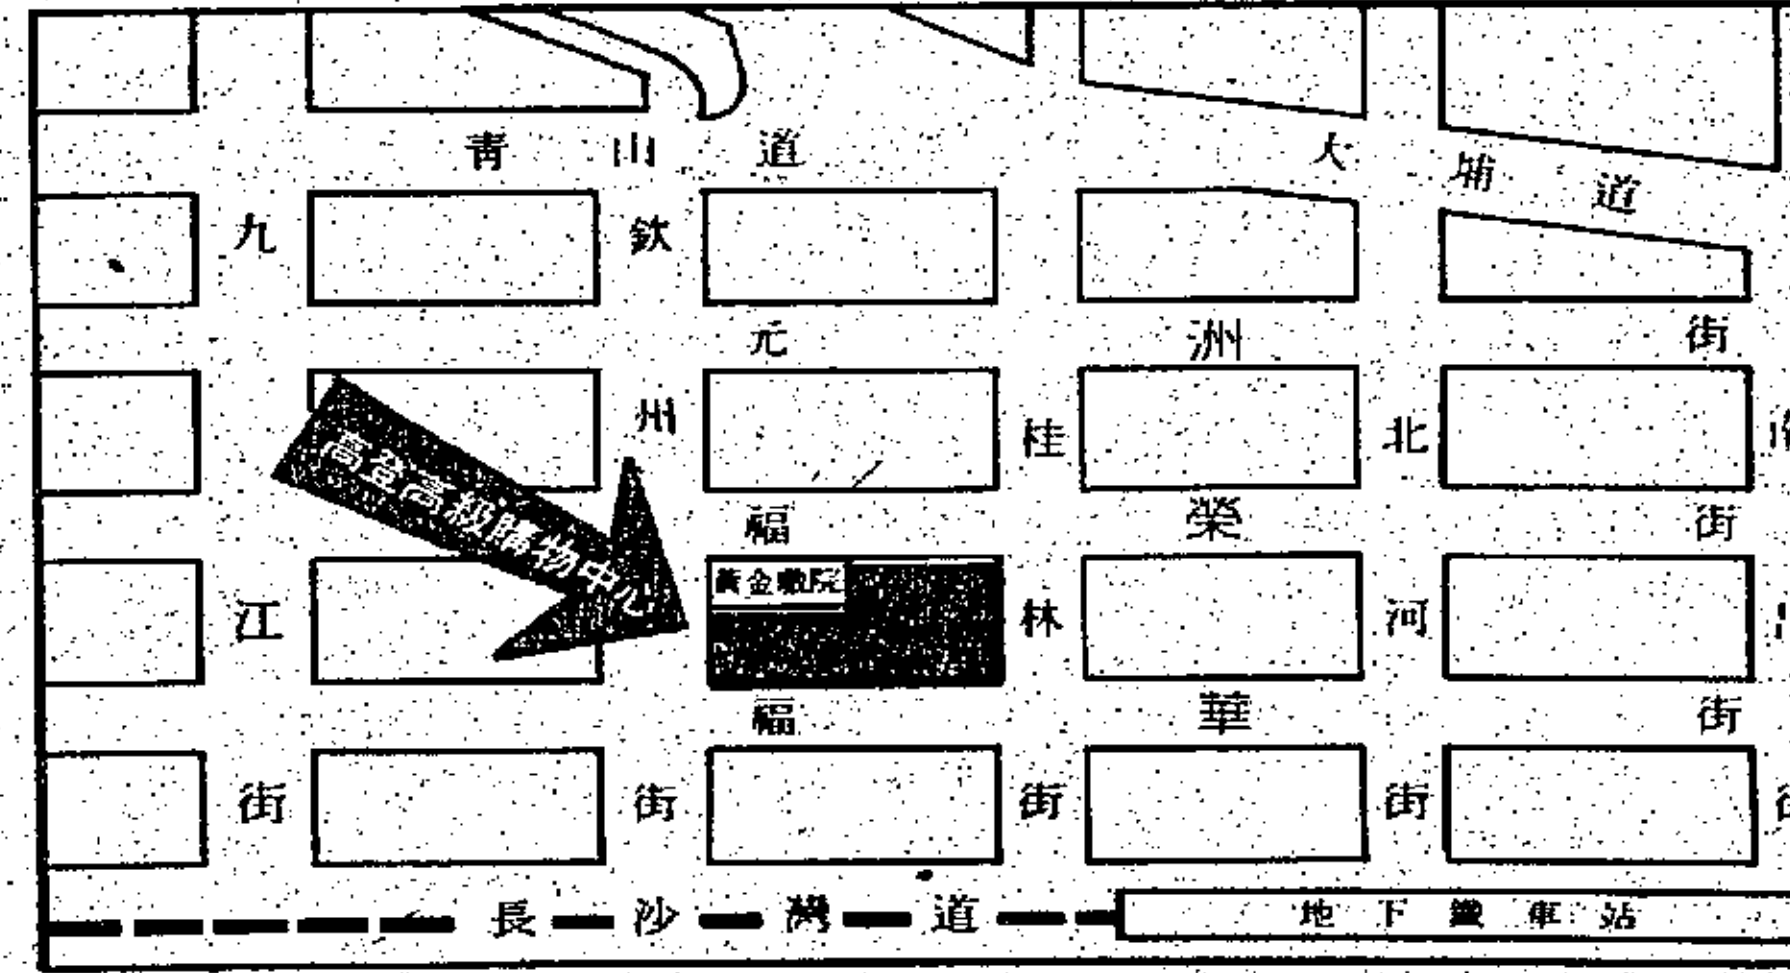 青山道
大埔道
九江街
欽州街
元洲街
桂林街
北河街
高登高級購物中心
福榮街
黃金戲院
福華街
長沙灣道
地下鐵車站